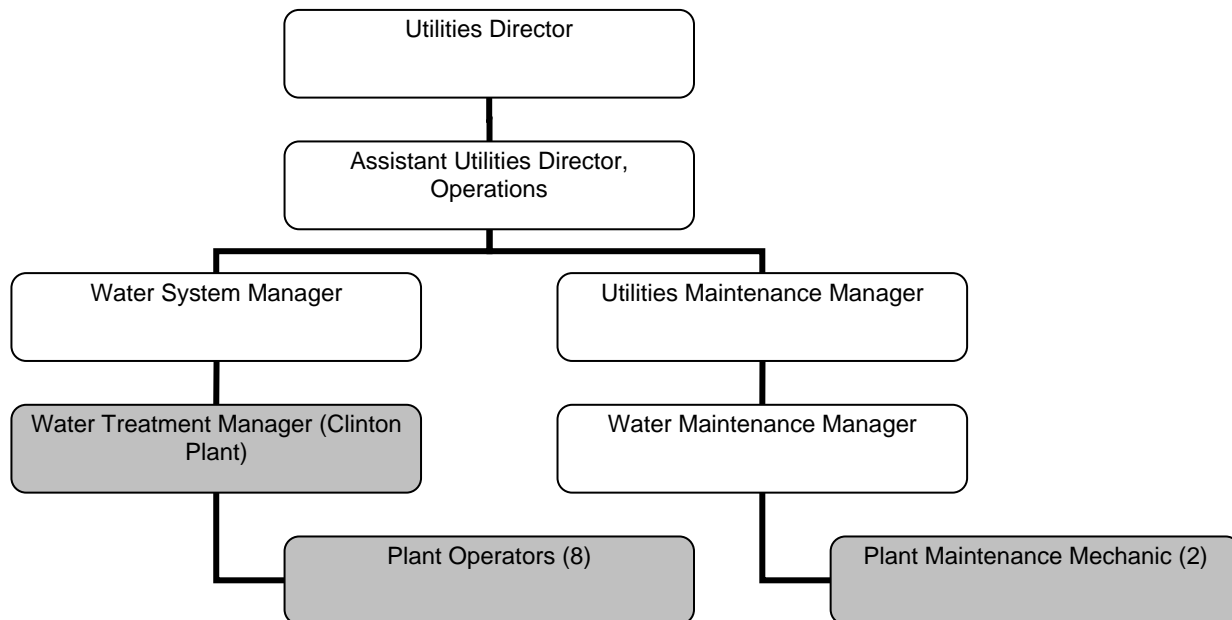 Utilities Director
Assistant Utilities Director,
Operations
Water System Manager
Utilities Maintenance Manager
Water Treatment Manager (Clinton
Plant)
Water Maintenance Manager
Plant Operators (8)
Plant Maintenance Mechanic (2)